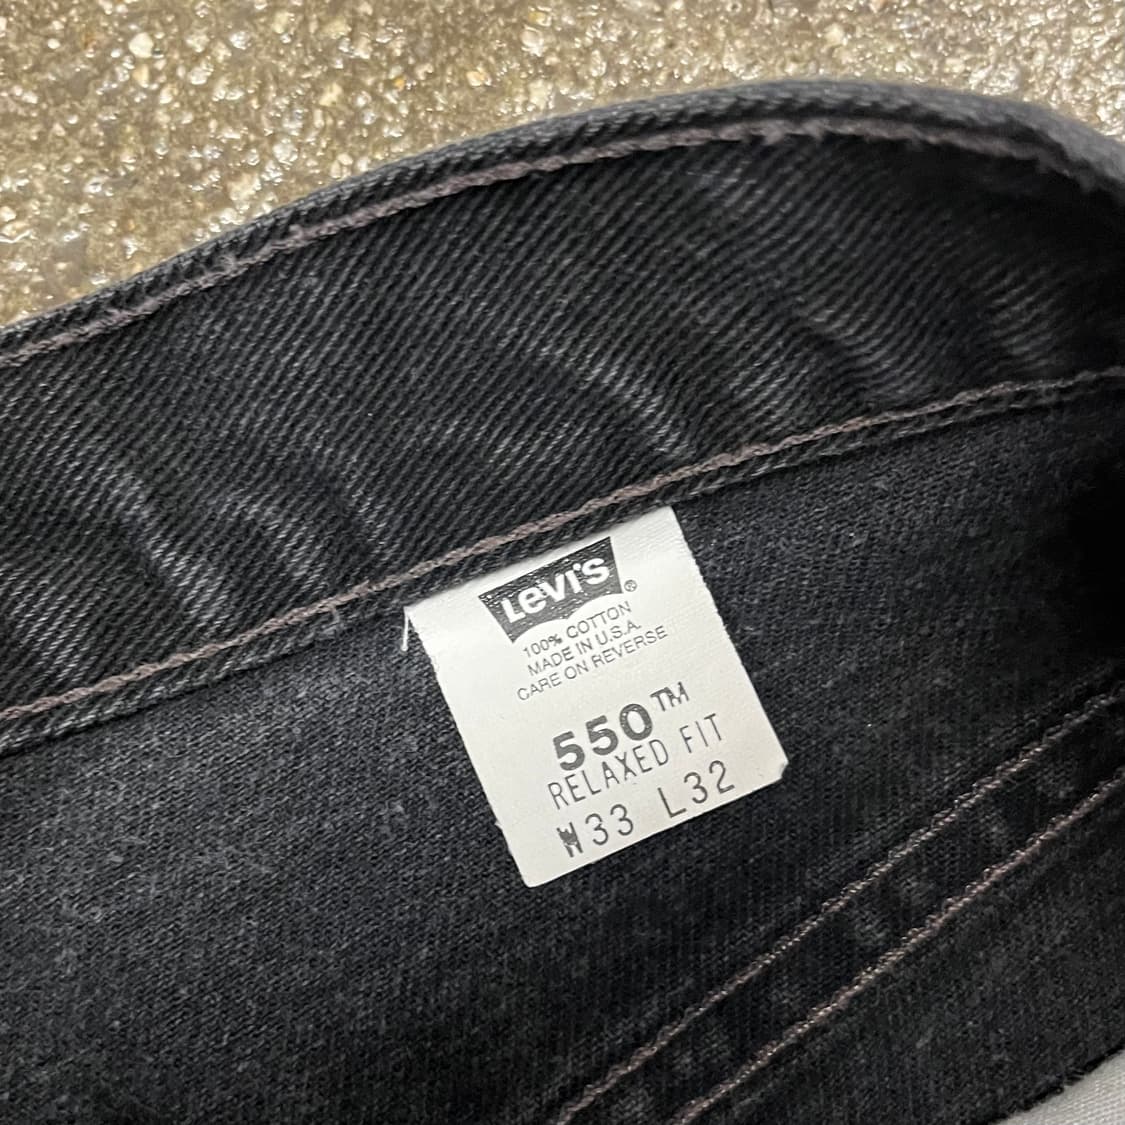 Levi's®
100% COTTON
MADE IN U.S.A.
CARE ON REVERSE
550™
RELAXED FIT
W33 L32